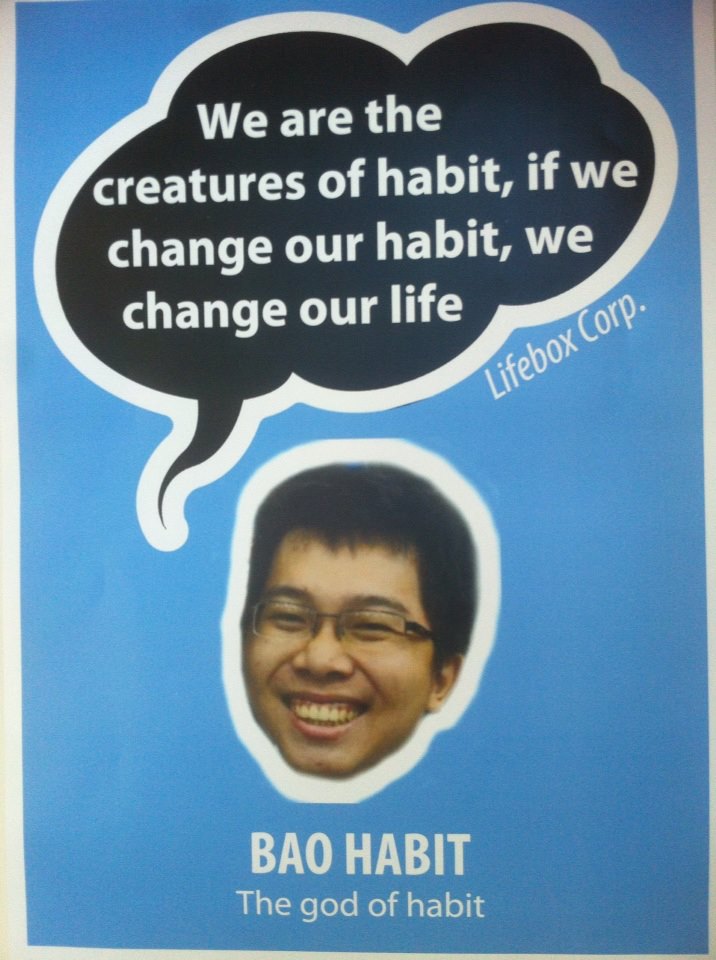 We are the
creatures of habit, if we
change our habit, we
change our life
Lifebox Corp.
BAO HABIT
The god of habit